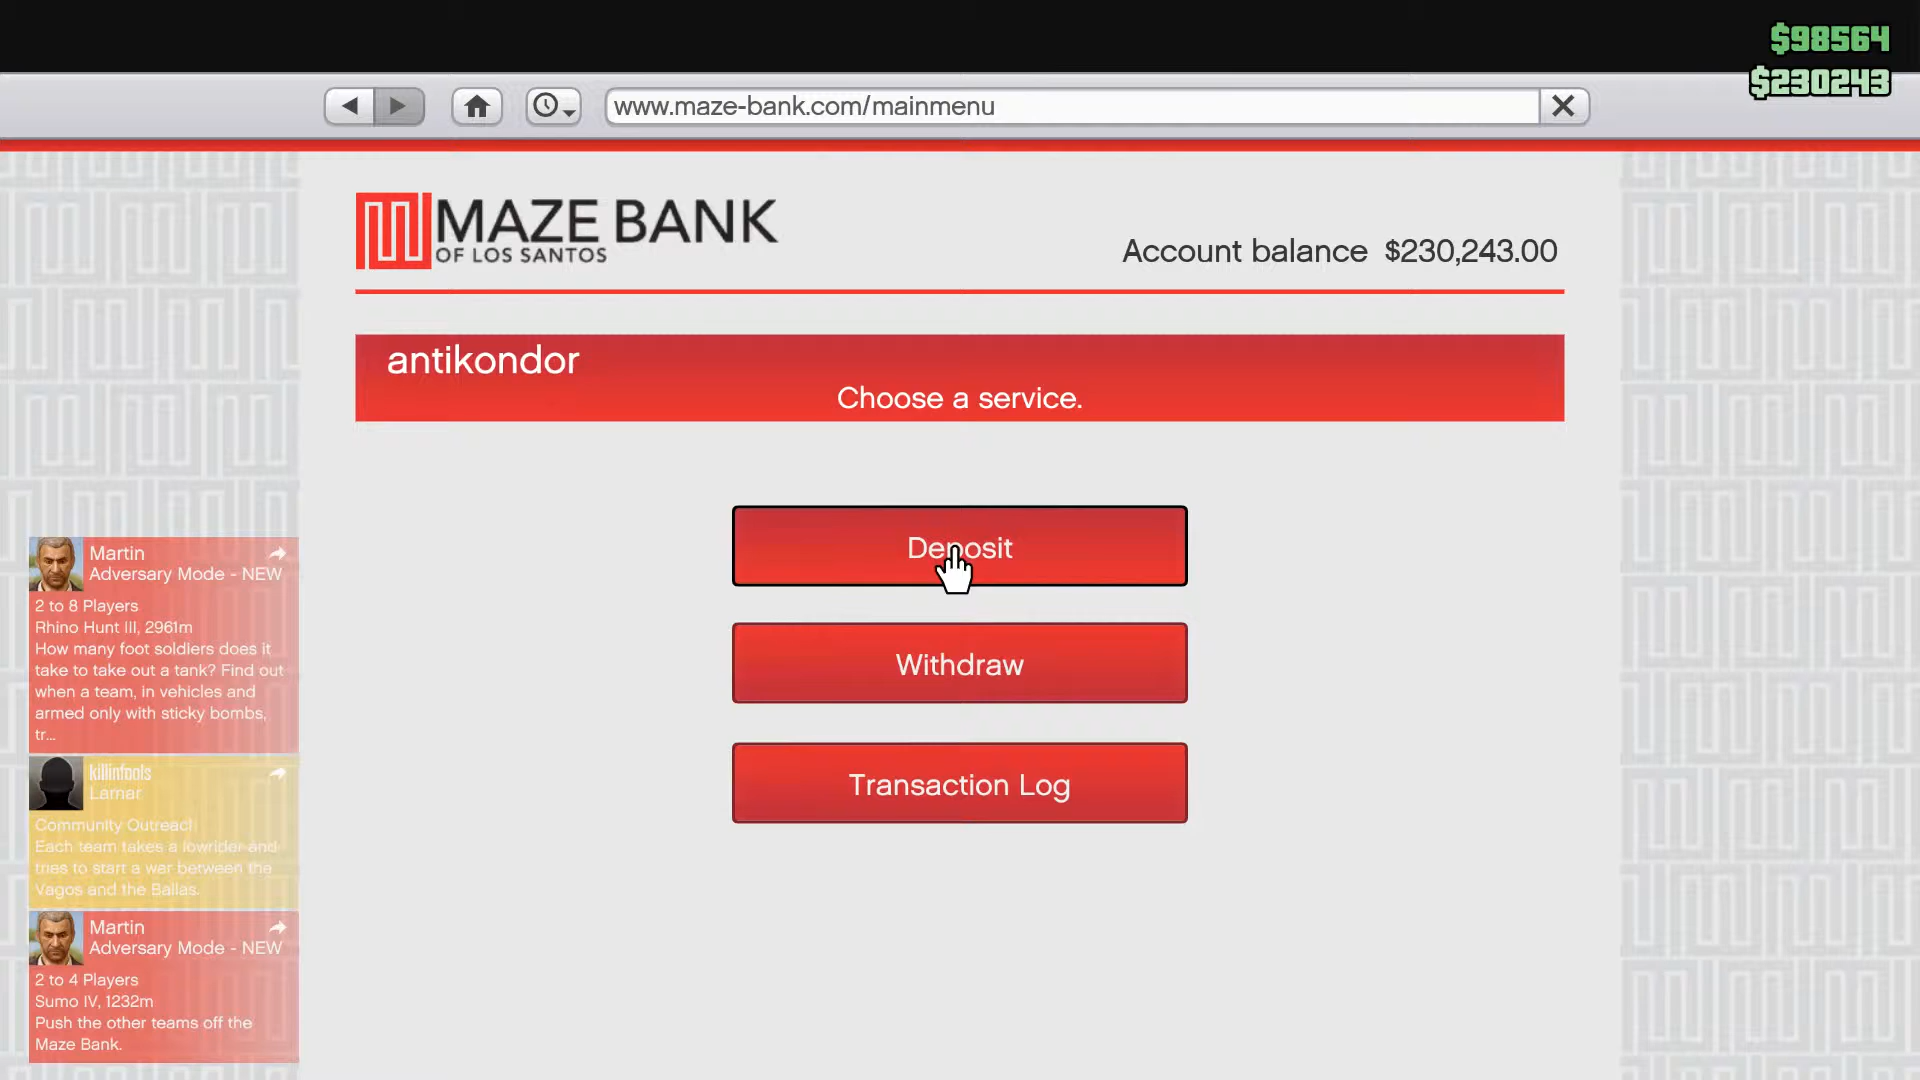 $98564
$230243
www.maze-bank.com/mainmenu
MAZE BANK
OF LOS SANTOS
Account balance $230,243.00
antikondor
Choose a service.
Deposit
Withdraw
Transaction Log
Martin
Adversary Mode - NEW
2 to 8 Players
Rhino Hunt III, 2961m
How many foot soldiers does it
take to take out a tank? Find out
when a team, in vehicles and
armed only with sticky bombs,
tr...
killinfools
Lamar
Community Outreach
Each team takes a lowrider and
tries to start a war between the
Vagos and the Ballas.
Martin
Adversary Mode - NEW
2 to 4 Players
Sumo IV, 1232m
Push the other teams off the
Maze Bank.